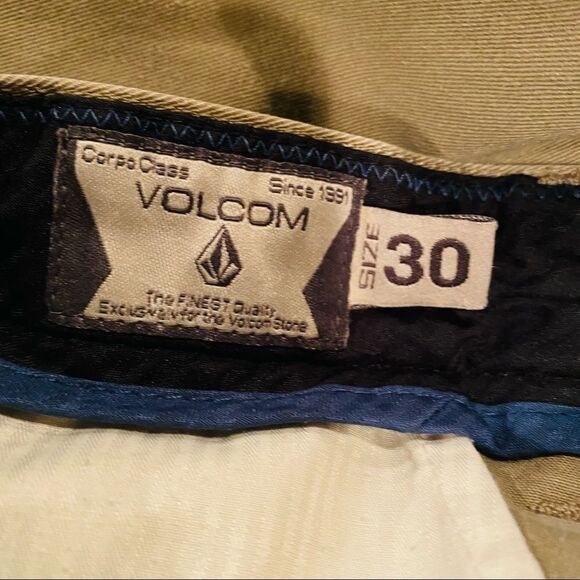 Corpo Class
Since 1991
VOLCOM
The FINEST Quality
Exclusively for the Volcom Stone
SIZE 30